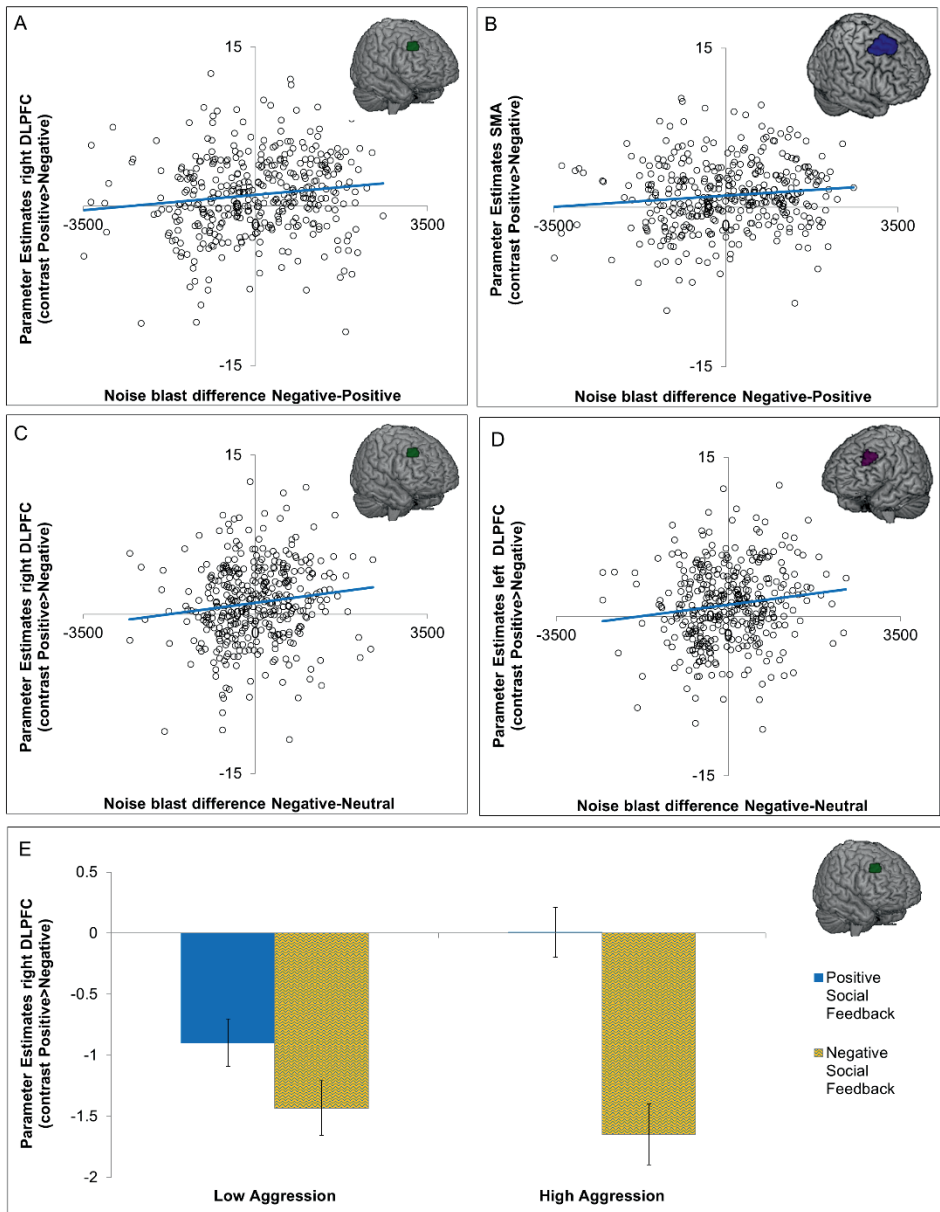 A
15
Parameter Estimates right DLPFC
(contrast Positive>Negative)
-3500
0
3500
-15
Noise blast difference Negative-Positive
B
15
Parameter Estimates SMA
(contrast Positive>Negative)
-3500
0
3500
-15
Noise blast difference Negative-Positive
C
15
Parameter Estimates right DLPFC
(contrast Positive>Negative)
-3500
0
3500
-15
Noise blast difference Negative-Neutral
D
15
Parameter Estimates left DLPFC
(contrast Positive>Negative)
-3500
0
3500
-15
Noise blast difference Negative-Neutral
E
Parameter Estimates right DLPFC
(contrast Positive>Negative)
0.5
0
-0.5
-1
-1.5
-2
Low Aggression
High Aggression
Positive
Social
Feedback
Negative
Social
Feedback